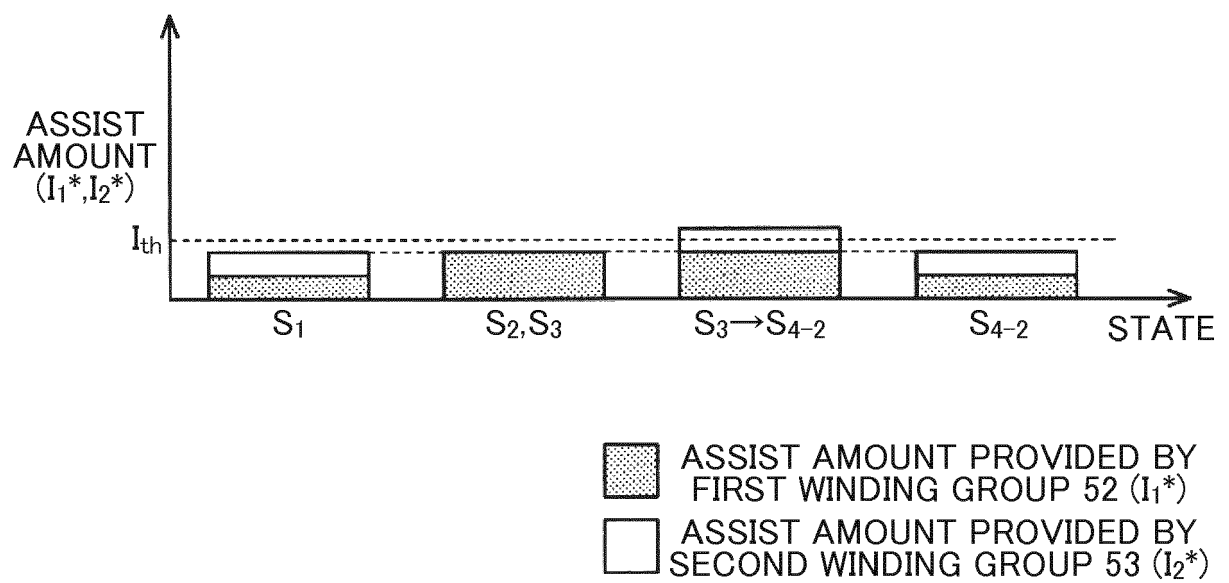 ASSIST
AMOUNT
(I₁*,I₂*)
Ith
S₁
S₂,S₃
S₃→S₄₋₂
S₄₋₂
STATE
ASSIST AMOUNT PROVIDED BY
FIRST WINDING GROUP 52 (I₁*)
ASSIST AMOUNT PROVIDED BY
SECOND WINDING GROUP 53 (I₂*)